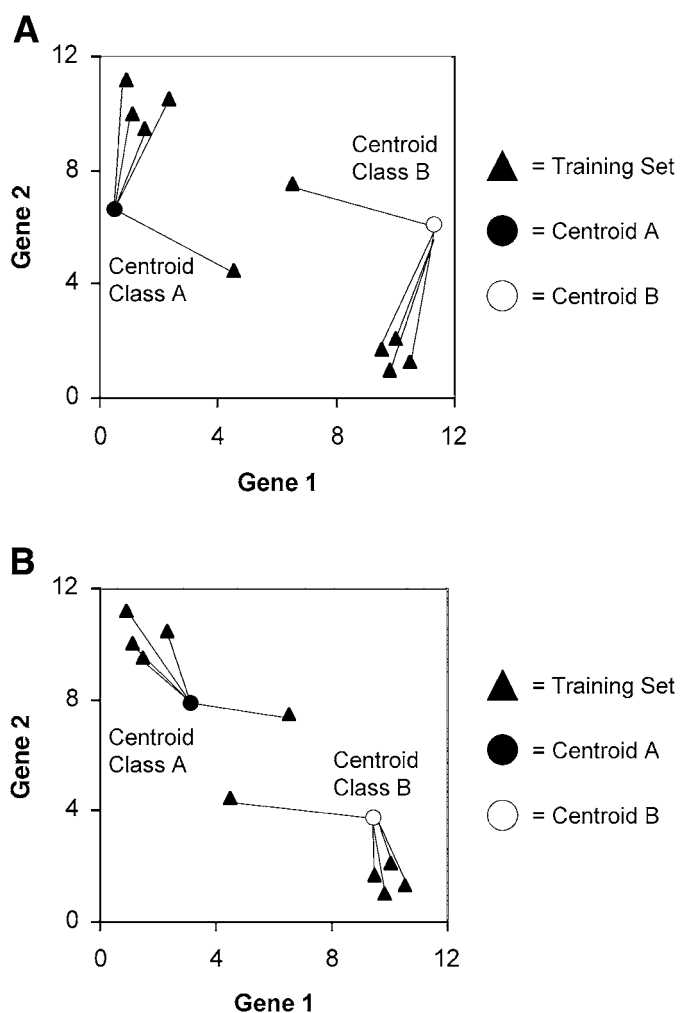 A
12
8
4
0
Gene 2
Centroid
Class B
Centroid
Class A
0 4 8 12
Gene 1
= Training Set
= Centroid A
= Centroid B
B
12
8
4
0
Gene 2
Centroid
Class A
Centroid
Class B
0 4 8 12
Gene 1
= Training Set
= Centroid A
= Centroid B